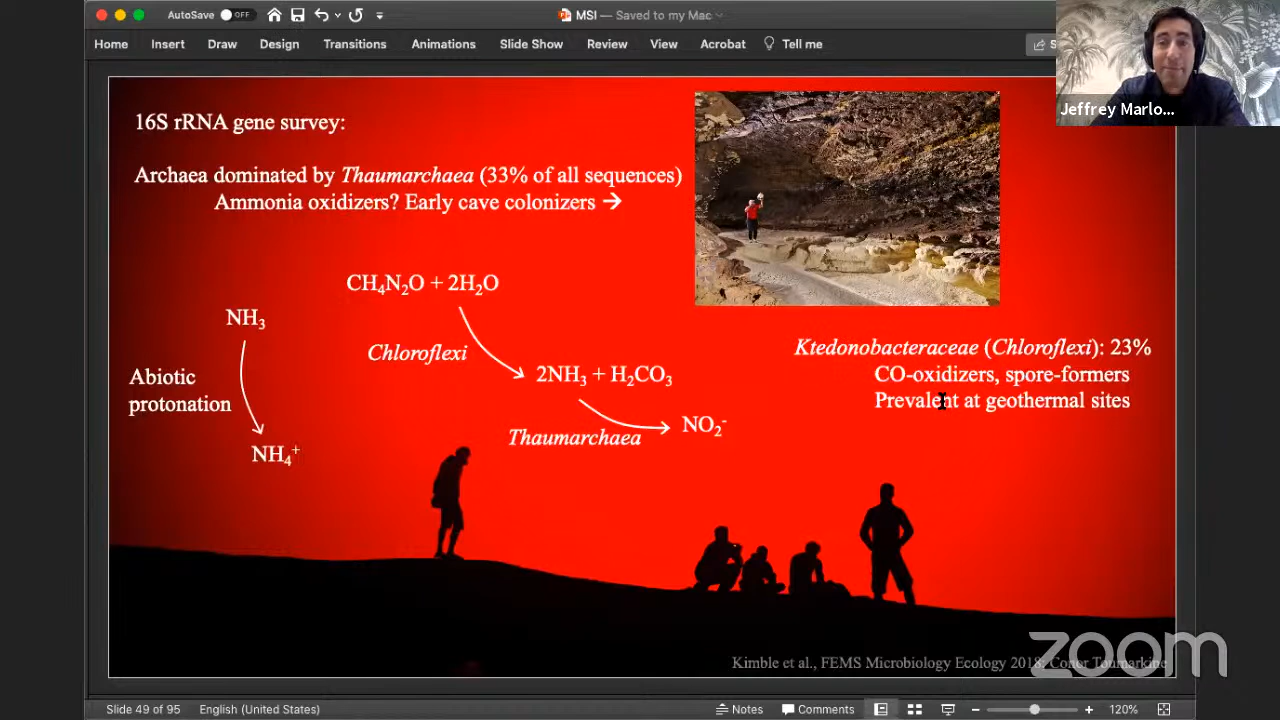 AutoSave OFF
MSI — Saved to my Mac
Home Insert Draw Design Transitions Animations Slide Show Review View Acrobat Tell me
Jeffrey Marlo...
16S rRNA gene survey:
Archaea dominated by Thaumarchaea (33% of all sequences)
Ammonia oxidizers? Early cave colonizers →
CH₄N₂O + 2H₂O
NH₃
Chloroflexi
Abiotic
protonation
2NH₃ + H₂CO₃
Thaumarchaea
NO₂⁻
NH₄⁺
Ktedonobacteraceae (Chloroflexi): 23%
CO-oxidizers, spore-formers
Prevalent at geothermal sites
zoom
Kimble et al., FEMS Microbiology Ecology 2018; Conor Tournarkine
Slide 49 of 95 English (United States) Notes Comments 120%